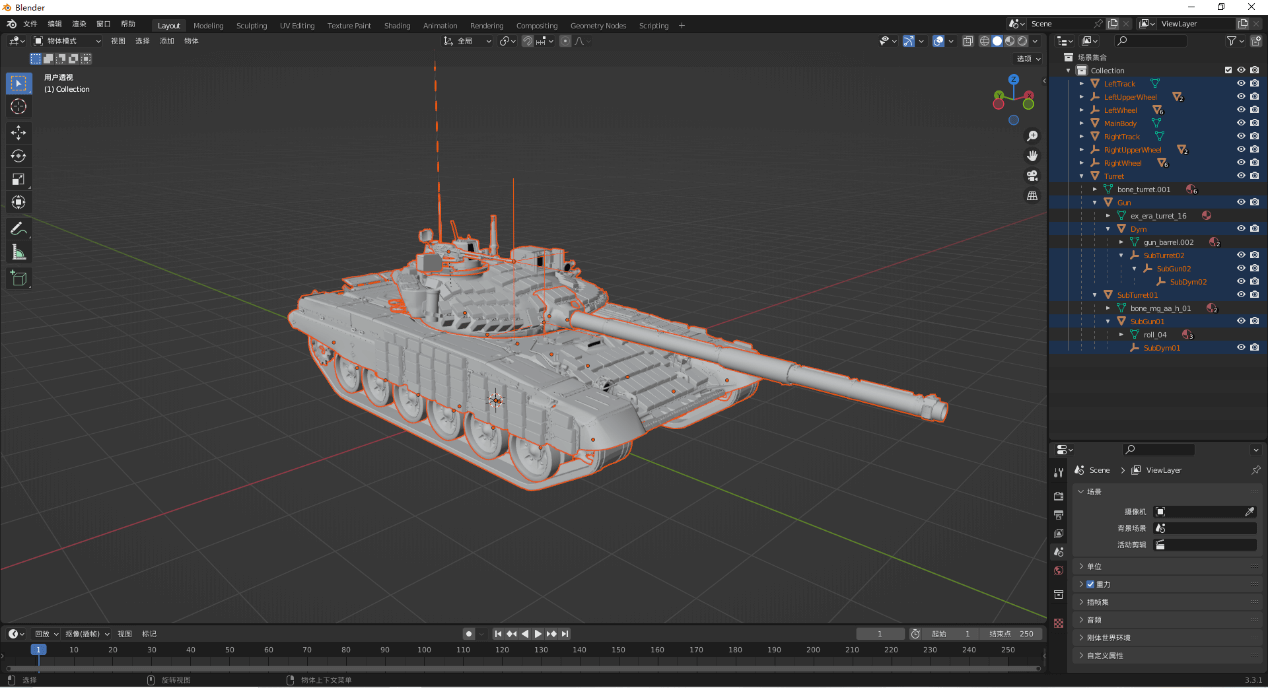 Blender
文件 编辑 渲染 窗口 帮助 Layout Modeling Sculpting UV Editing Texture Paint Shading Animation Rendering Compositing Geometry Nodes Scripting + Scene ViewLayer
物体模式 视图 选择 添加 物体 全局
选项
用户透视
(1) Collection
Z
Y
X
场景集合
Collection
LeftTrack
LeftUpperWheel 2
LeftWheel 6
MainBody
RightTrack
RightUpperWheel 2
RightWheel 6
Turret
bone_turret.001 6
Gun
ex_era_turret_16
Dym
gun_barrel.002 2
SubTurret02
SubGun02
SubDym02
SubTurret01
bone_mg_aa_h_01 2
SubGun01
roll_04 3
SubDym01
Scene ViewLayer
场景
摄像机
背景场景
活动剪辑
单位
重力
插帧集
音频
刚体世界环境
自定义属性
回放 抠像(插帧) 视图 标记 1 起始 1 结束点 250
1 10 20 30 40 50 60 70 80 90 100 110 120 130 140 150 160 170 180 190 200 210 220 230 240 250
选择 旋转视图 物体上下文菜单 3.3.1